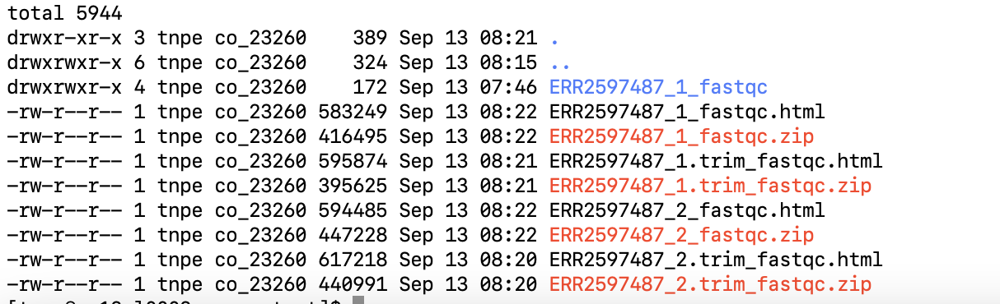 total 5944
drwxr-xr-x 3 tnpe co_23260    389 Sep 13 08:21 .
drwxrwxr-x 6 tnpe co_23260    324 Sep 13 08:15 ..
drwxrwxr-x 4 tnpe co_23260    172 Sep 13 07:46 ERR2597487_1_fastqc
-rw-r--r-- 1 tnpe co_23260 583249 Sep 13 08:22 ERR2597487_1_fastqc.html
-rw-r--r-- 1 tnpe co_23260 416495 Sep 13 08:22 ERR2597487_1_fastqc.zip
-rw-r--r-- 1 tnpe co_23260 595874 Sep 13 08:21 ERR2597487_1.trim_fastqc.html
-rw-r--r-- 1 tnpe co_23260 395625 Sep 13 08:21 ERR2597487_1.trim_fastqc.zip
-rw-r--r-- 1 tnpe co_23260 594485 Sep 13 08:22 ERR2597487_2_fastqc.html
-rw-r--r-- 1 tnpe co_23260 447228 Sep 13 08:22 ERR2597487_2_fastqc.zip
-rw-r--r-- 1 tnpe co_23260 617218 Sep 13 08:20 ERR2597487_2.trim_fastqc.html
-rw-r--r-- 1 tnpe co_23260 440991 Sep 13 08:20 ERR2597487_2.trim_fastqc.zip